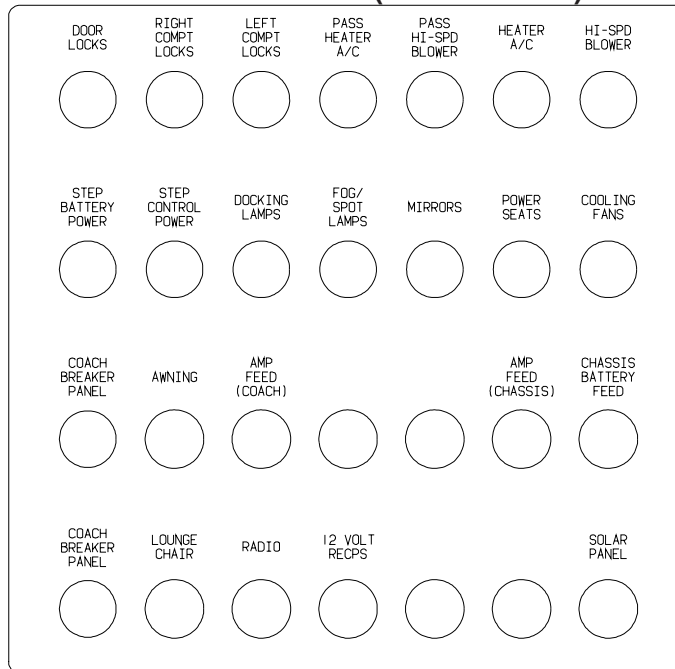 DOOR
LOCKS
RIGHT
COMPT
LOCKS
LEFT
COMPT
LOCKS
PASS
HEATER
A/C
PASS
HI-SPD
BLOWER
HEATER
A/C
HI-SPD
BLOWER
STEP
BATTERY
POWER
STEP
CONTROL
POWER
DOCKING
LAMPS
FOG/
SPOT
LAMPS
MIRRORS
POWER
SEATS
COOLING
FANS
COACH
BREAKER
PANEL
AWNING
AMP
FEED
(COACH)
AMP
FEED
(CHASSIS)
CHASSIS
BATTERY
FEED
COACH
BREAKER
PANEL
LOUNGE
CHAIR
RADIO
12 VOLT
RECPS
SOLAR
PANEL